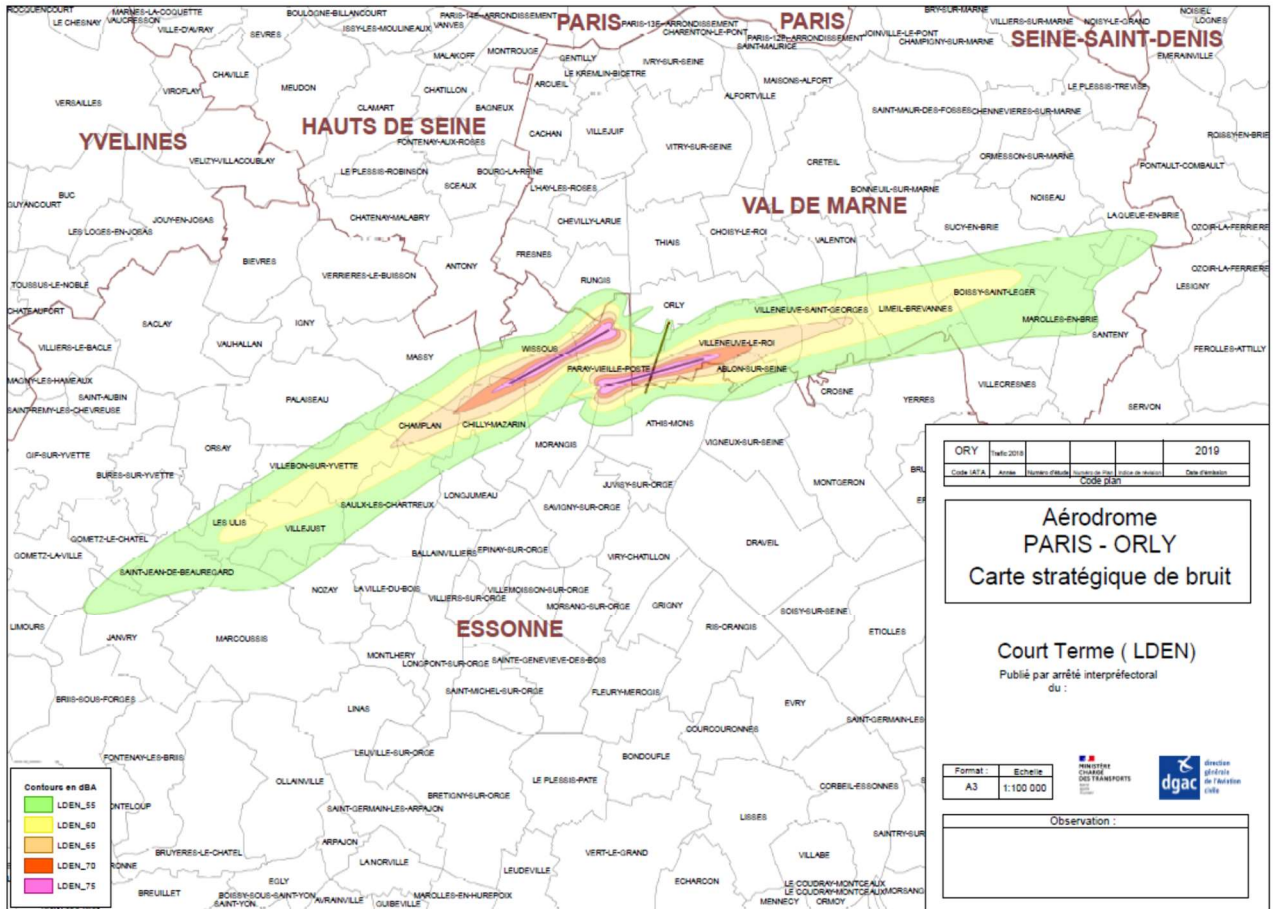 ROCQUENCOURT
MARNES-LA-COQUETTE
BOULOGNE-BILLANCOURT
PARIS-14E-ARRONDISSEMENT
PARIS
PARIS-13E-ARRONDISSEMENT
PARIS
BRY-SUR-MARNE
NOISIEL
LE CHESNAY
VAUCRESSON
VILLE-D'AVRAY
SEVRES
ISSY-LES-MOULINEAUX
VANVES
CHARENTON-LE-PONT
PARIS-12E-ARRONDISSEMENT
JOINVILLE-LE-PONT
VILLIERS-SUR-MARNE
NOISY-LE-GRAND
LOGNES
SAINT-MAURICE
CHAMPIGNY-SUR-MARNE
SEINE-SAINT-DENIS
MALAKOFF
MONTROUGE
GENTILLY
IVRY-SUR-SEINE
EMERAINVILLE
CHAVILLE
LE KREMLIN-BICETRE
VIROFLAY
MEUDON
CHATILLON
ARCUEIL
MAISONS-ALFORT
LE PLESSIS-TREVISE
VERSAILLES
CLAMART
BAGNEUX
ALFORTVILLE
SAINT-MAUR-DES-FOSSES
CHENNEVIERES-SUR-MARNE
YVELINES
HAUTS DE SEINE
CACHAN
VILLEJUIF
ROISSY-EN-BRIE
FONTENAY-AUX-ROSES
VITRY-SUR-SEINE
VELIZY-VILLACOUBLAY
CRETEIL
ORMESSON-SUR-MARNE
PONTAULT-COMBAULT
LE PLESSIS-ROBINSON
BOURG-LA-REINE
SCEAUX
L'HAY-LES-ROSES
BONNEUIL-SUR-MARNE
BUC
GUYANCOURT
NOISEAU
VAL DE MARNE
JOUY-EN-JOSAS
CHATENAY-MALABRY
CHEVILLY-LARUE
LA QUEUE-EN-BRIE
LES LOGES-EN-JOSAS
CHOISY-LE-ROI
SUCY-EN-BRIE
OZOIR-LA-FERRIERE
THIAIS
VALENTON
BIEVRES
FRESNES
VERRIERES-LE-BUISSON
ANTONY
OZOIR-LA-FERRIERE
TOUSSUS-LE-NOBLE
RUNGIS
LESIGNY
BOISSY-SAINT-LEGER
CHATEAUFORT
ORLY
VILLENEUVE-SAINT-GEORGES
LIMEIL-BREVANNES
SACLAY
IGNY
MAROLLES-EN-BRIE
SANTENY
VAUHALLAN
VILLIERS-LE-BACLE
WISSOUS
VILLENEUVE-LE-ROI
FEROLLES-ATTILLY
MASSY
PARAY-VIEILLE-POSTE
ABLON-SUR-SEINE
MAGNY-LES-HAMEAUX
VILLECRESNES
SAINT-AUBIN
PALAISEAU
CROSNE
YERRES
SAINT-REMY-LES-CHEVREUSE
SERVON
CHAMPLAN
CHILLY-MAZARIN
ATHIS-MONS
ORSAY
MORANGIS
VIGNEUX-SUR-SEINE
GIF-SUR-YVETTE
VILLEBON-SUR-YVETTE
BURES-SUR-YVETTE
JUVISY-SUR-ORGE
MONTGERON
LONGJUMEAU
SAULX-LES-CHARTREUX
SAVIGNY-SUR-ORGE
LES ULIS
VILLEJUST
GOMETZ-LE-CHATEL
DRAVEIL
GOMETZ-LA-VILLE
BALLAINVILLIERS
EPINAY-SUR-ORGE
VIRY-CHATILLON
SAINT-JEAN-DE-BEAUREGARD
NOZAY
LA VILLE-DU-BOIS
VILLEMOISSON-SUR-ORGE
VILLIERS-SUR-ORGE
MORSANG-SUR-ORGE
GRIGNY
SOISY-SUR-SEINE
LIMOURS
JANVRY
MARCOUSSIS
ESSONNE
RIS-ORANGIS
ETIOLLES
MONTLHERY
LONGPONT-SUR-ORGE
SAINTE-GENEVIEVE-DES-BOIS
BRIIS-SOUS-FORGES
SAINT-MICHEL-SUR-ORGE
FLEURY-MEROGIS
EVRY
LINAS
SAINT-GERMAIN-LES
COURCOURONNES
FONTENAY-LES-BRIIS
LEUVILLE-SUR-ORGE
BONDOUFLE
OLLAINVILLE
LE PLESSIS-PATE
CORBEIL-ESSONNES
BRETIGNY-SUR-ORGE
SAINT-GERMAIN-LES-ARPAJON
LISSES
SAINTRY-SUR
ARPAJON
BRUYERES-LE-CHATEL
LA NORVILLE
VERT-LE-GRAND
VILLABE
LEUDEVILLE
EGLY
ECHARCON
LE COUDRAY-MONTCEAUX
BREUILLET
BOISSY-SOUS-SAINT-YON
SAINT-YON
AVRAINVILLE
MAROLLES-EN-HUREPOIX
GUIBEVILLE
LE COUDRAY-MONTCEAUX
MORSANG
MENNECY
ORMOY
Contours en dBA
LDEN_55
LDEN_60
LDEN_65
LDEN_70
LDEN_75
ORY Trafic 2018 2019
Code IATA Année Numéro d'étude Numéro de Plan Indice de révision Date d'émission
Code plan
Aérodrome
PARIS - ORLY
Carte stratégique de bruit
Court Terme ( LDEN)
Publié par arrêté interpréfectoral
du :
Format : Echelle
A3 1:100 000
MINISTÈRE
CHARGÉ
DES TRANSPORTS
dgac
direction
générale
de l'Aviation
civile
Observation :